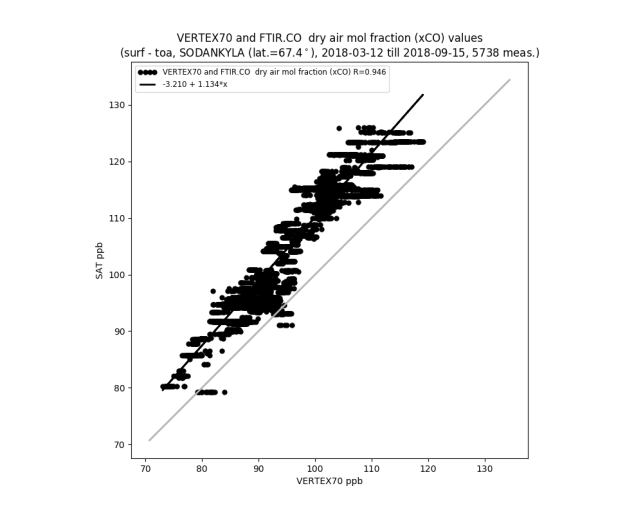 VERTEX70 and FTIR.CO  dry air mol fraction (xCO) values
(surf - toa, SODANKYLA (lat.=67.4°), 2018-03-12 till 2018-09-15, 5738 meas.)
VERTEX70 and FTIR.CO  dry air mol fraction (xCO) R=0.946
-3.210 + 1.134*x
130
120
110
100
90
80
70
SAT ppb
70 80 90 100 110 120 130
VERTEX70 ppb